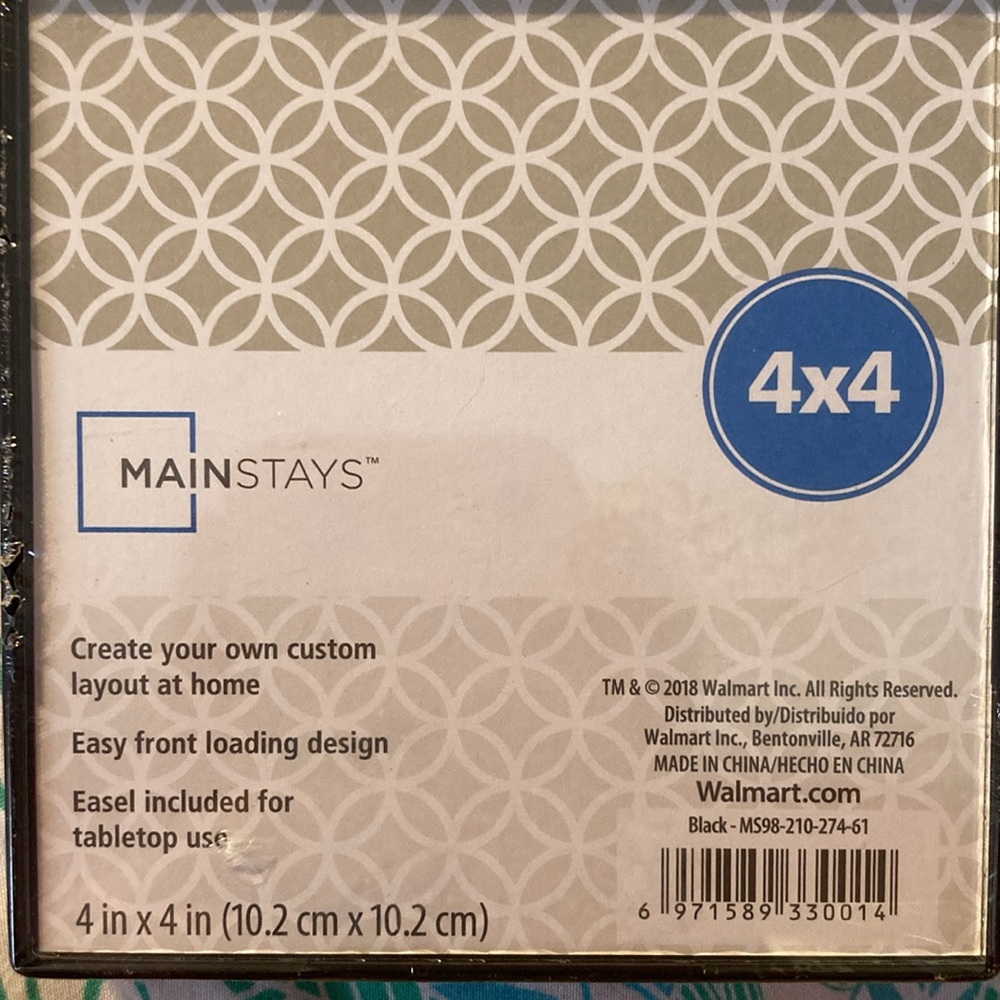 4x4
MAINSTAYS™
Create your own custom
layout at home
Easy front loading design
Easel included for
tabletop use
4 in x 4 in (10.2 cm x 10.2 cm)
TM & © 2018 Walmart Inc. All Rights Reserved.
Distributed by/Distribuido por
Walmart Inc., Bentonville, AR 72716
MADE IN CHINA/HECHO EN CHINA
Walmart.com
Black - MS98-210-274-61
6 971589 330014